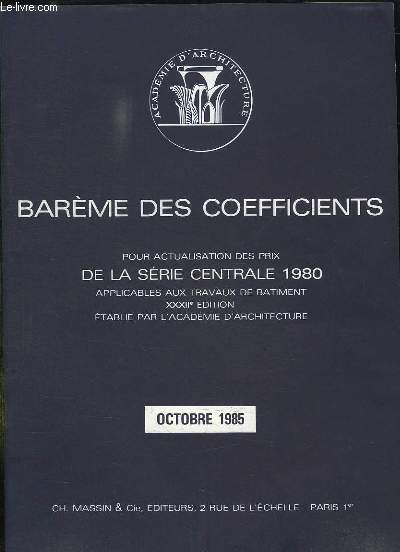 Le-livre.com
ACADÉMIE D'ARCHITECTURE
BARÈME DES COEFFICIENTS
POUR ACTUALISATION DES PRIX
DE LA SÉRIE CENTRALE 1980
APPLICABLES AUX TRAVAUX DE BATIMENT
XXXIIe EDITION
ÉTABLIE PAR L'ACADÉMIE D'ARCHITECTURE
OCTOBRE 1985
CH. MASSIN & Cie, EDITEURS, 2 RUE DE L'ÉCHELLE PARIS 1er